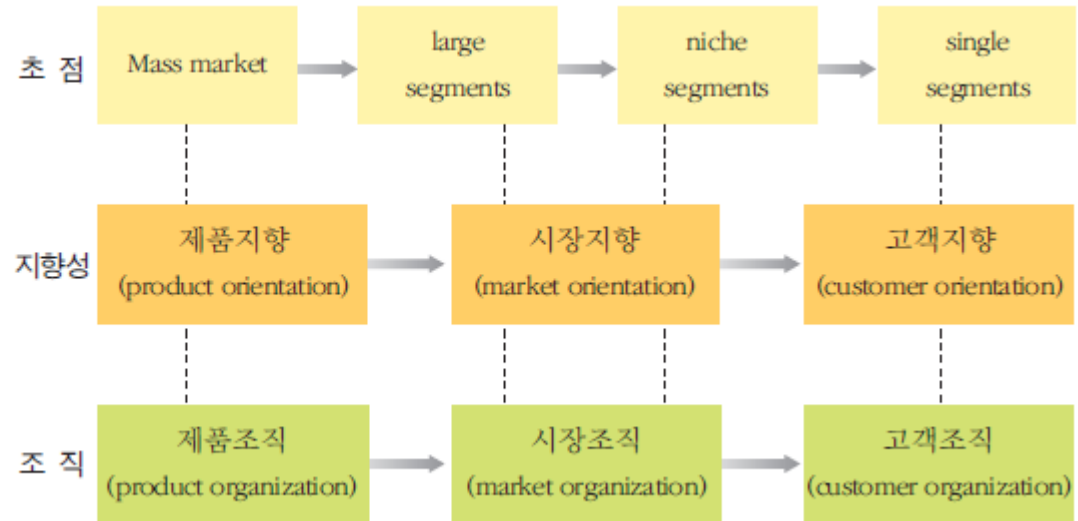 초 점
Mass market
large
segments
niche
segments
single
segments
지향성
제품지향
(product orientation)
시장지향
(market orientation)
고객지향
(customer orientation)
조 직
제품조직
(product organization)
시장조직
(market organization)
고객조직
(customer organization)